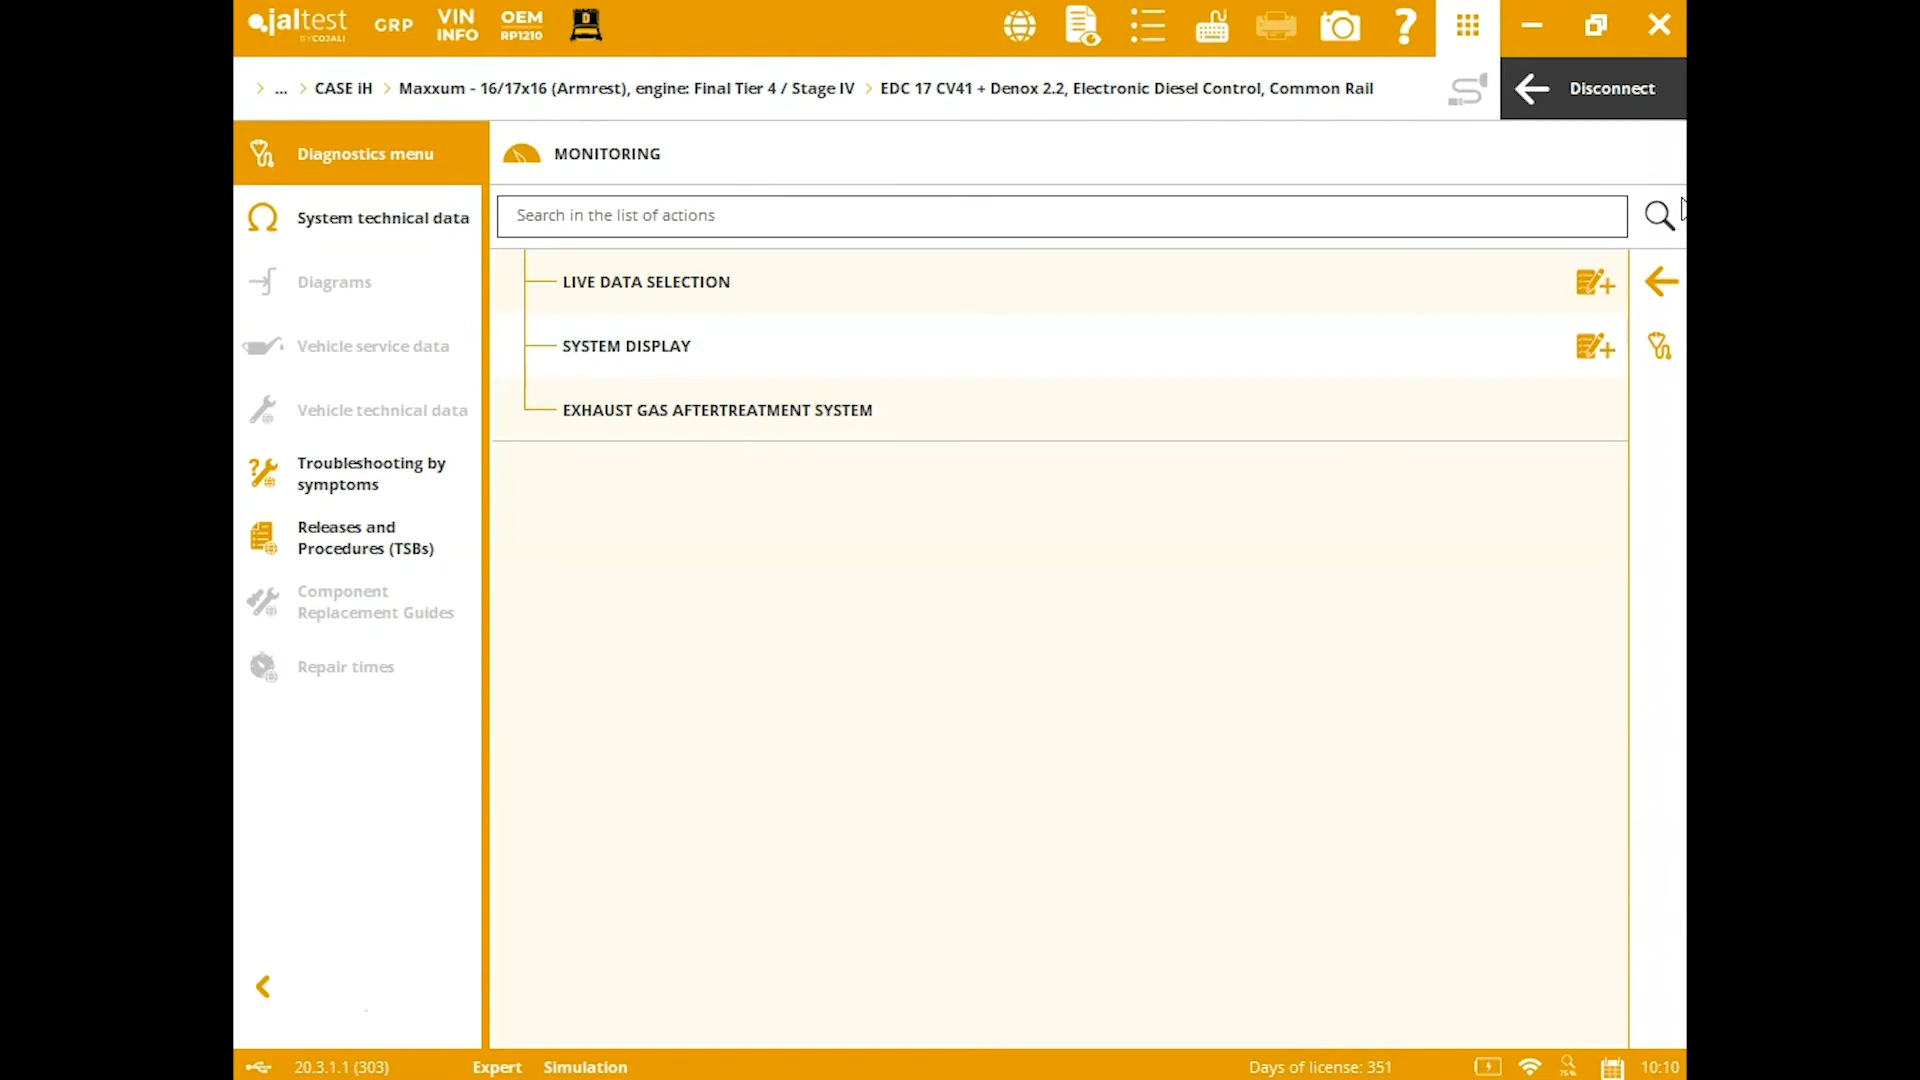 jaltest
BY COJALI
GRP
VIN
INFO
OEM
RP1210
D
?
... CASE iH Maxxum - 16/17x16 (Armrest), engine: Final Tier 4 / Stage IV EDC 17 CV41 + Denox 2.2, Electronic Diesel Control, Common Rail
Disconnect
Diagnostics menu
MONITORING
System technical data
Search in the list of actions
Diagrams
LIVE DATA SELECTION
Vehicle service data
SYSTEM DISPLAY
Vehicle technical data
EXHAUST GAS AFTERTREATMENT SYSTEM
Troubleshooting by
symptoms
Releases and
Procedures (TSBs)
Component
Replacement Guides
Repair times
20.3.1.1 (303)
Expert
Simulation
Days of license: 351
75%
10:10